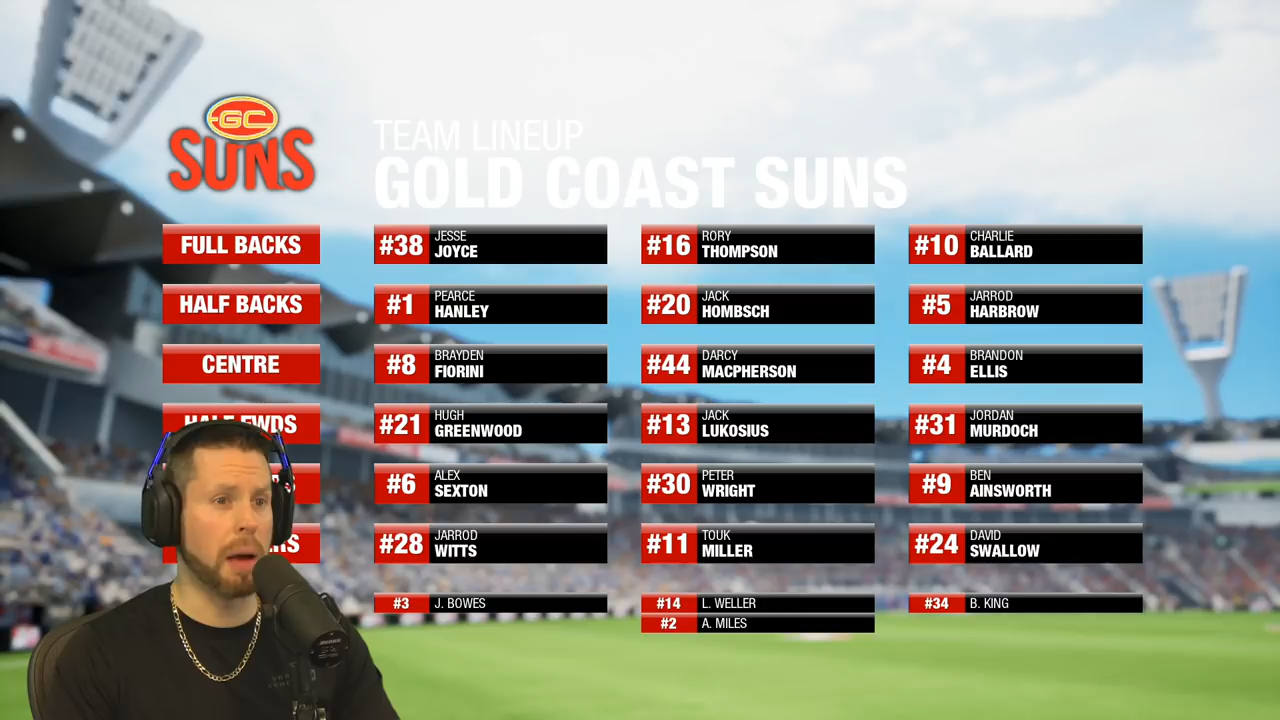 GC
SUNS
TEAM LINEUP
GOLD COAST SUNS
FULL BACKS
#38 JESSE JOYCE
#16 RORY THOMPSON
#10 CHARLIE BALLARD
HALF BACKS
#1 PEARCE HANLEY
#20 JACK HOMBSCH
#5 JARROD HARBROW
CENTRE
#8 BRAYDEN FIORINI
#44 DARCY MACPHERSON
#4 BRANDON ELLIS
HALF FWDS
#21 HUGH GREENWOOD
#13 JACK LUKOSIUS
#31 JORDAN MURDOCH
#6 ALEX SEXTON
#30 PETER WRIGHT
#9 BEN AINSWORTH
#28 JARROD WITTS
#11 TOUK MILLER
#24 DAVID SWALLOW
#3 J. BOWES
#14 L. WELLER
#34 B. KING
#2 A. MILES